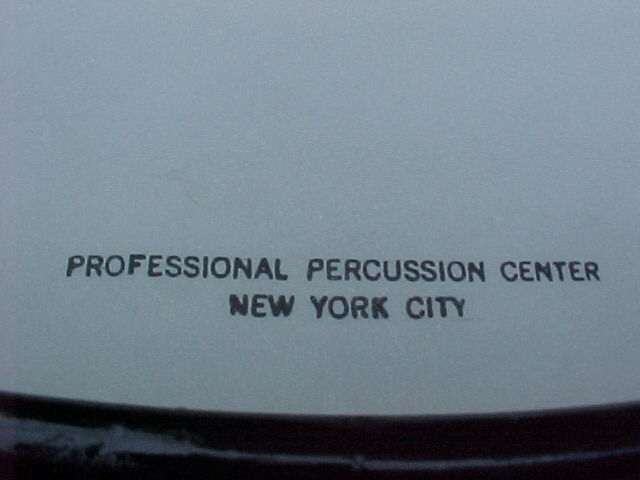 PROFESSIONAL PERCUSSION CENTER
NEW YORK CITY